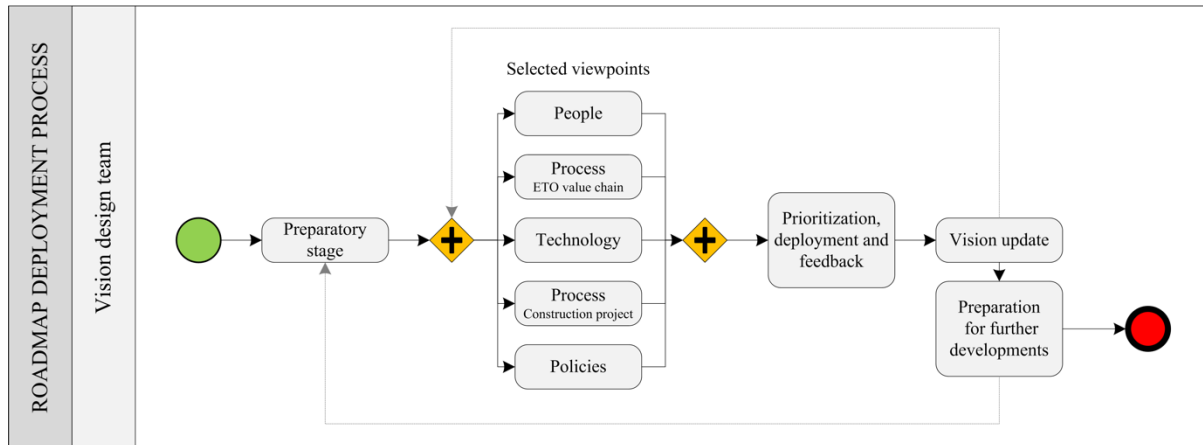 ROADMAP DEPLOYMENT PROCESS
Vision design team
Selected viewpoints
People
Process
ETO value chain
Technology
Process
Construction project
Policies
Preparatory
stage
Prioritization,
deployment and
feedback
Vision update
Preparation
for further
developments